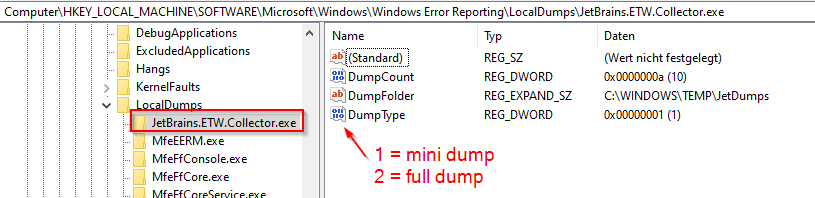 Computer\HKEY_LOCAL_MACHINE\SOFTWARE\Microsoft\Windows\Windows Error Reporting\LocalDumps\JetBrains.ETW.Collector.exe
DebugApplications
ExcludedApplications
Hangs
KernelFaults
LocalDumps
JetBrains.ETW.Collector.exe
MfeEERM.exe
MfeFfConsole.exe
MfeFfCore.exe
MfeFfCoreService.exe
Name Typ Daten
ab (Standard) REG_SZ (Wert nicht festgelegt)
DumpCount REG_DWORD 0x0000000a (10)
ab DumpFolder REG_EXPAND_SZ C:\WINDOWS\TEMP\JetDumps
DumpType REG_DWORD 0x00000001 (1)
1 = mini dump
2 = full dump